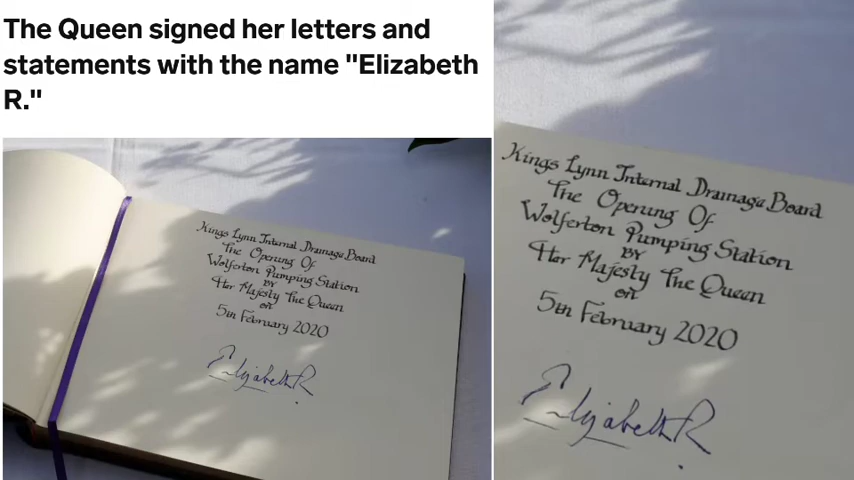 The Queen signed her letters and
statements with the name "Elizabeth
R."
Kings Lynn Internal Drainage Board
The Opening Of
Wolferton Pumping Station
BY
Her Majesty The Queen
on
5th February 2020
Elizabeth R
Kings Lynn Internal Drainage Board
The Opening Of
Wolferton Pumping Station
BY
Her Majesty The Queen
on
5th February 2020
Elizabeth R